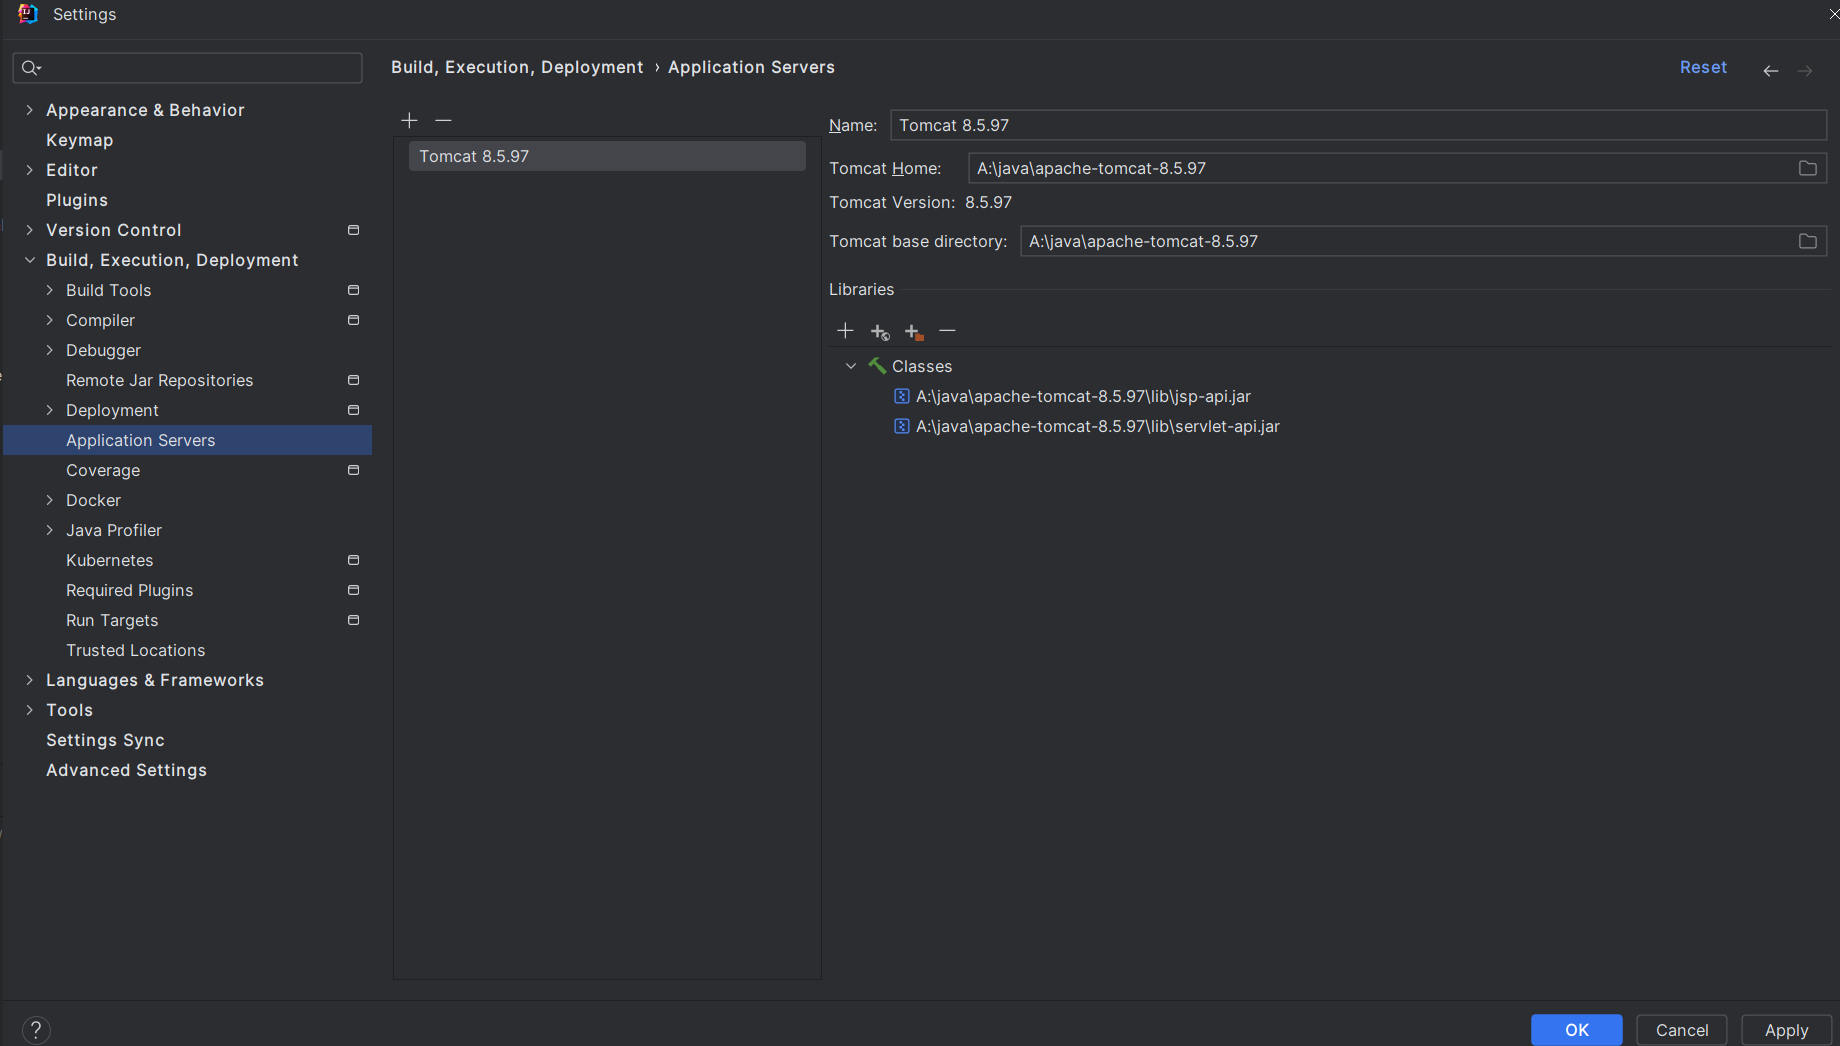 Settings
Build, Execution, Deployment › Application Servers
Reset
Appearance & Behavior
Keymap
Editor
Plugins
Version Control
Build, Execution, Deployment
Build Tools
Compiler
Debugger
Remote Jar Repositories
Deployment
Application Servers
Coverage
Docker
Java Profiler
Kubernetes
Required Plugins
Run Targets
Trusted Locations
Languages & Frameworks
Tools
Settings Sync
Advanced Settings
Tomcat 8.5.97
Name: Tomcat 8.5.97
Tomcat Home: A:\java\apache-tomcat-8.5.97
Tomcat Version: 8.5.97
Tomcat base directory: A:\java\apache-tomcat-8.5.97
Libraries
Classes
A:\java\apache-tomcat-8.5.97\lib\jsp-api.jar
A:\java\apache-tomcat-8.5.97\lib\servlet-api.jar
?
OK
Cancel
Apply